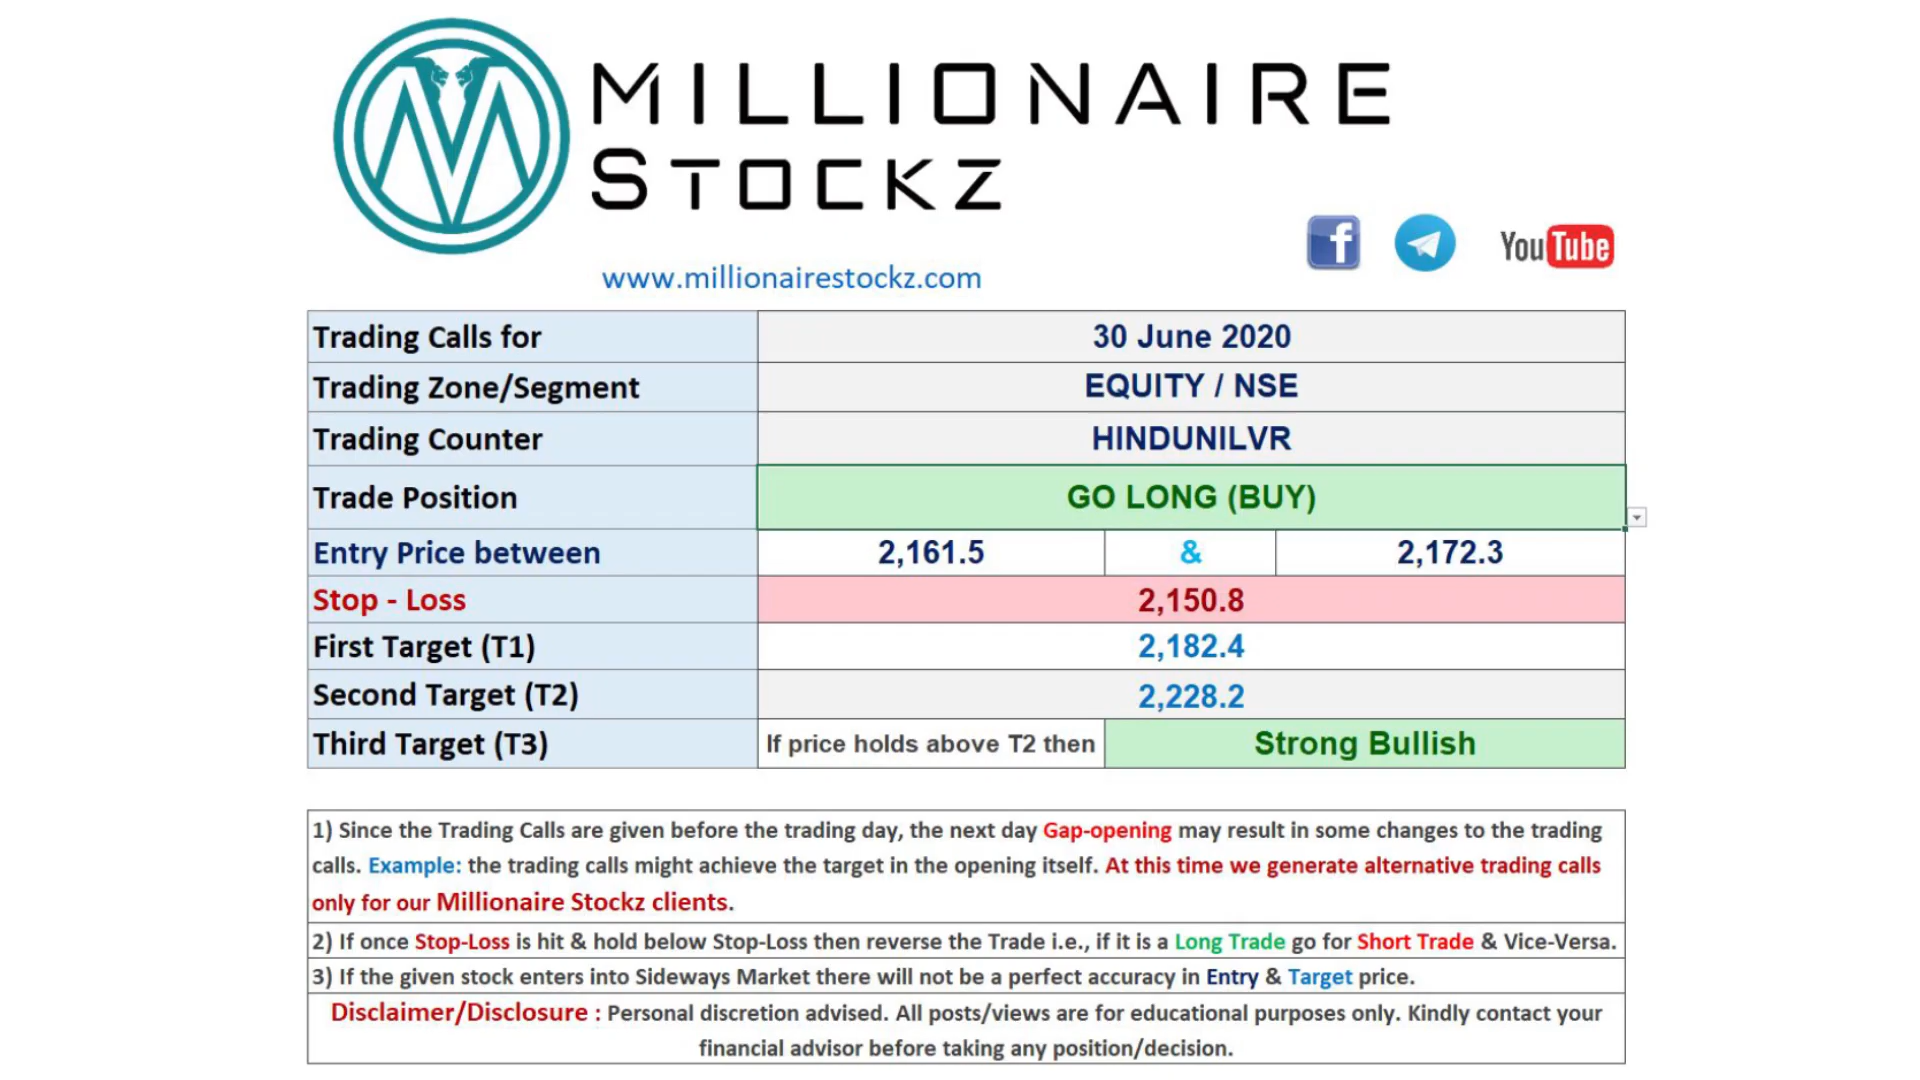 MILLIONAIRE
STOCKZ
www.millionairestockz.com
f
You Tube
Trading Calls for 30 June 2020
Trading Zone/Segment EQUITY / NSE
Trading Counter HINDUNILVR
Trade Position GO LONG (BUY)
Entry Price between 2,161.5 & 2,172.3
Stop - Loss 2,150.8
First Target (T1) 2,182.4
Second Target (T2) 2,228.2
Third Target (T3) If price holds above T2 then Strong Bullish
1) Since the Trading Calls are given before the trading day, the next day Gap-opening may result in some changes to the trading
calls. Example: the trading calls might achieve the target in the opening itself. At this time we generate alternative trading calls
only for our Millionaire Stockz clients.
2) If once Stop-Loss is hit & hold below Stop-Loss then reverse the Trade i.e., if it is a Long Trade go for Short Trade & Vice-Versa.
3) If the given stock enters into Sideways Market there will not be a perfect accuracy in Entry & Target price.
Disclaimer/Disclosure : Personal discretion advised. All posts/views are for educational purposes only. Kindly contact your
financial advisor before taking any position/decision.